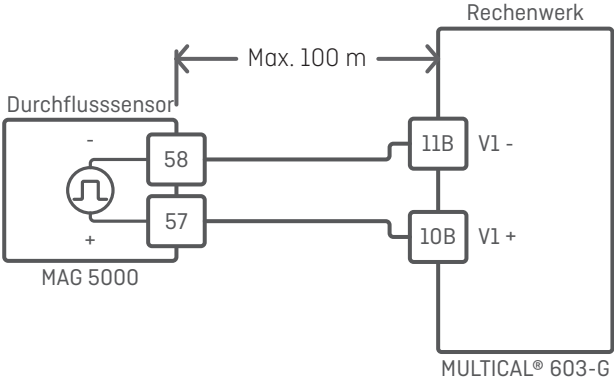 Rechenwerk
Max. 100 m
Durchflusssensor
-
58
11B V1 -
57
+
10B V1 +
MAG 5000
MULTICAL® 603-G